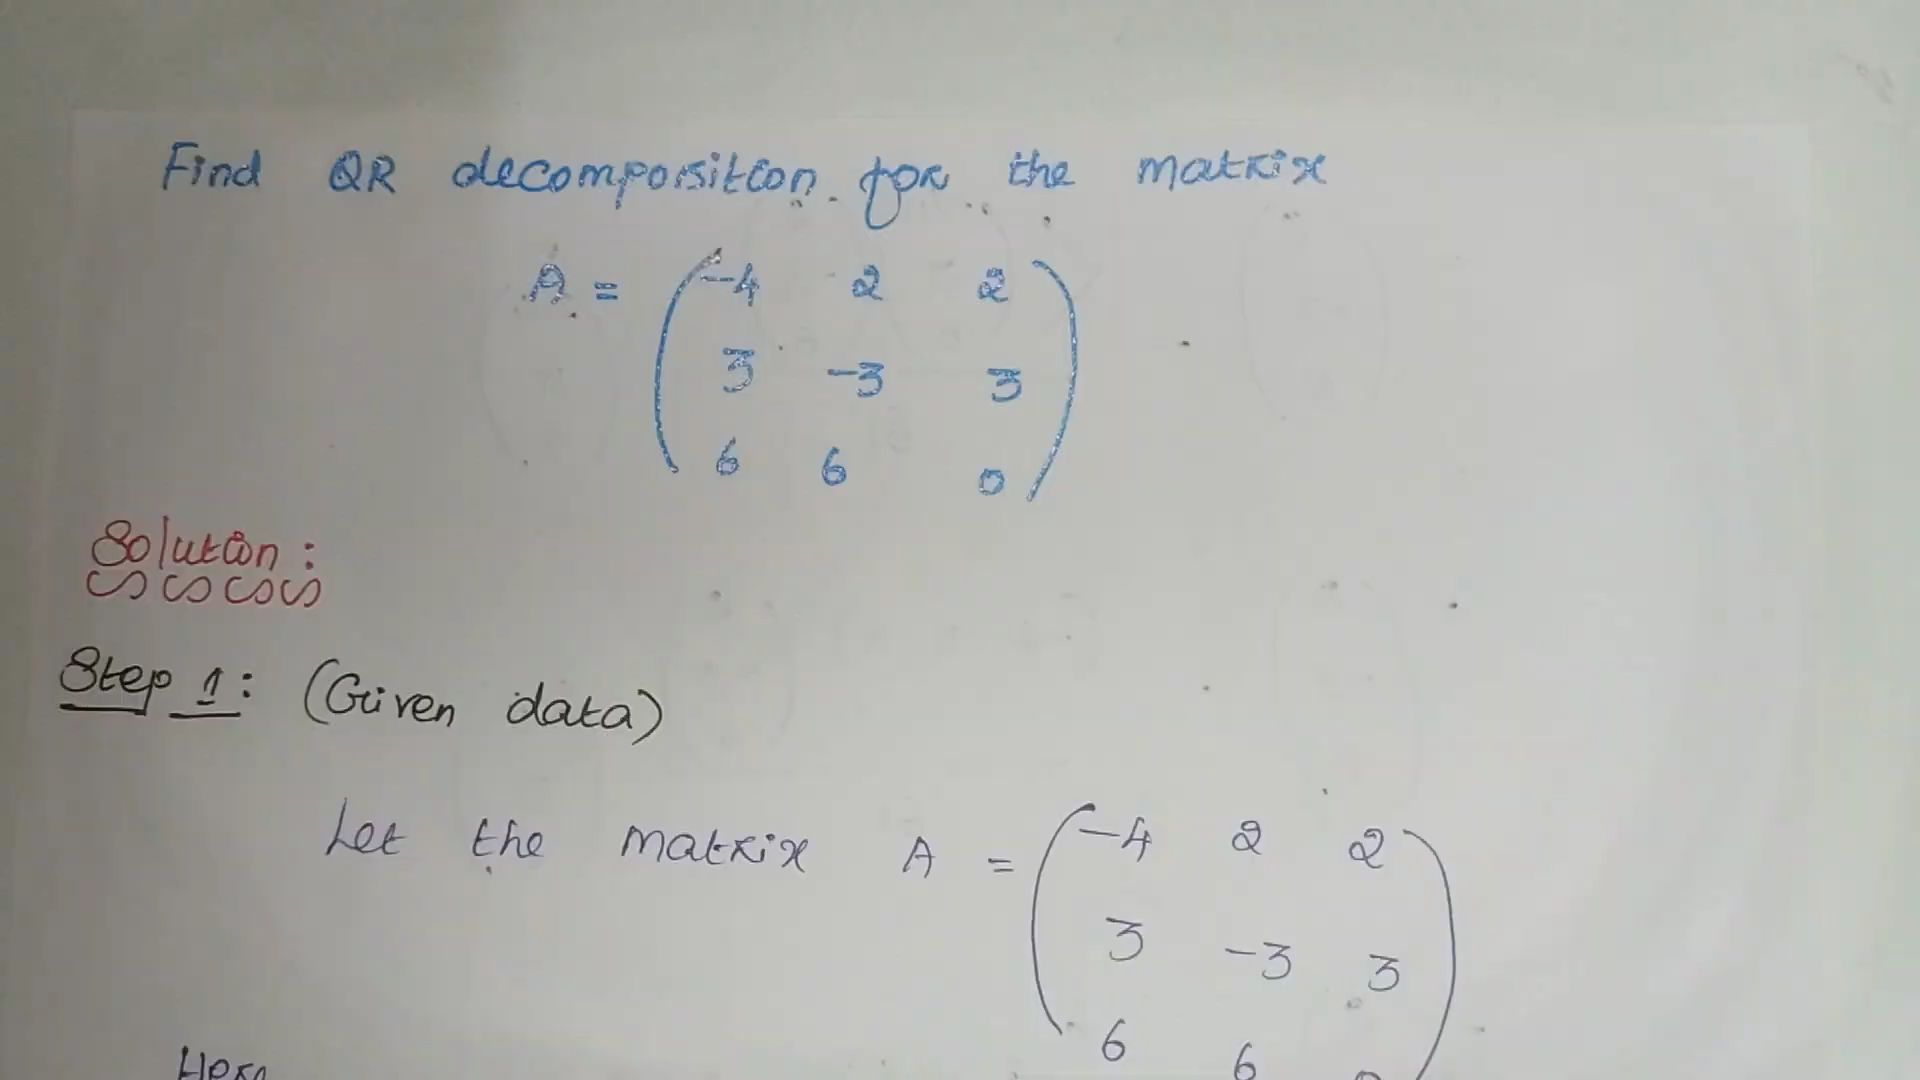 Find QR decomposition for the matrix
A = (-4 2 2
3 -3 3
6 6 0)
Solution:
Step 1: (Given data)
Let the matrix A = (-4 2 2
3 -3 3
6 6